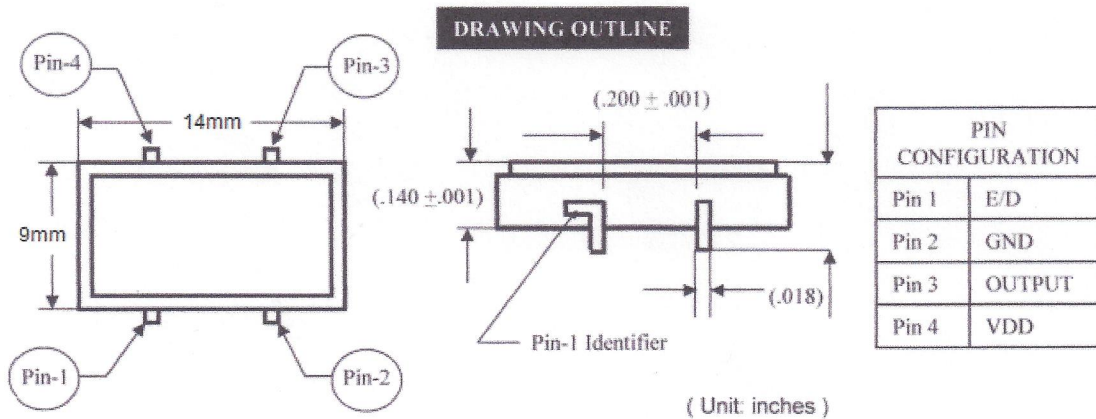 DRAWING OUTLINE
Pin-4
Pin-3
14mm
9mm
Pin-1
Pin-2
(.200 ± .001)
(.140 ±.001)
(.018)
Pin-1 Identifier
( Unit: inches )
PIN
CONFIGURATION
Pin 1 E/D
Pin 2 GND
Pin 3 OUTPUT
Pin 4 VDD